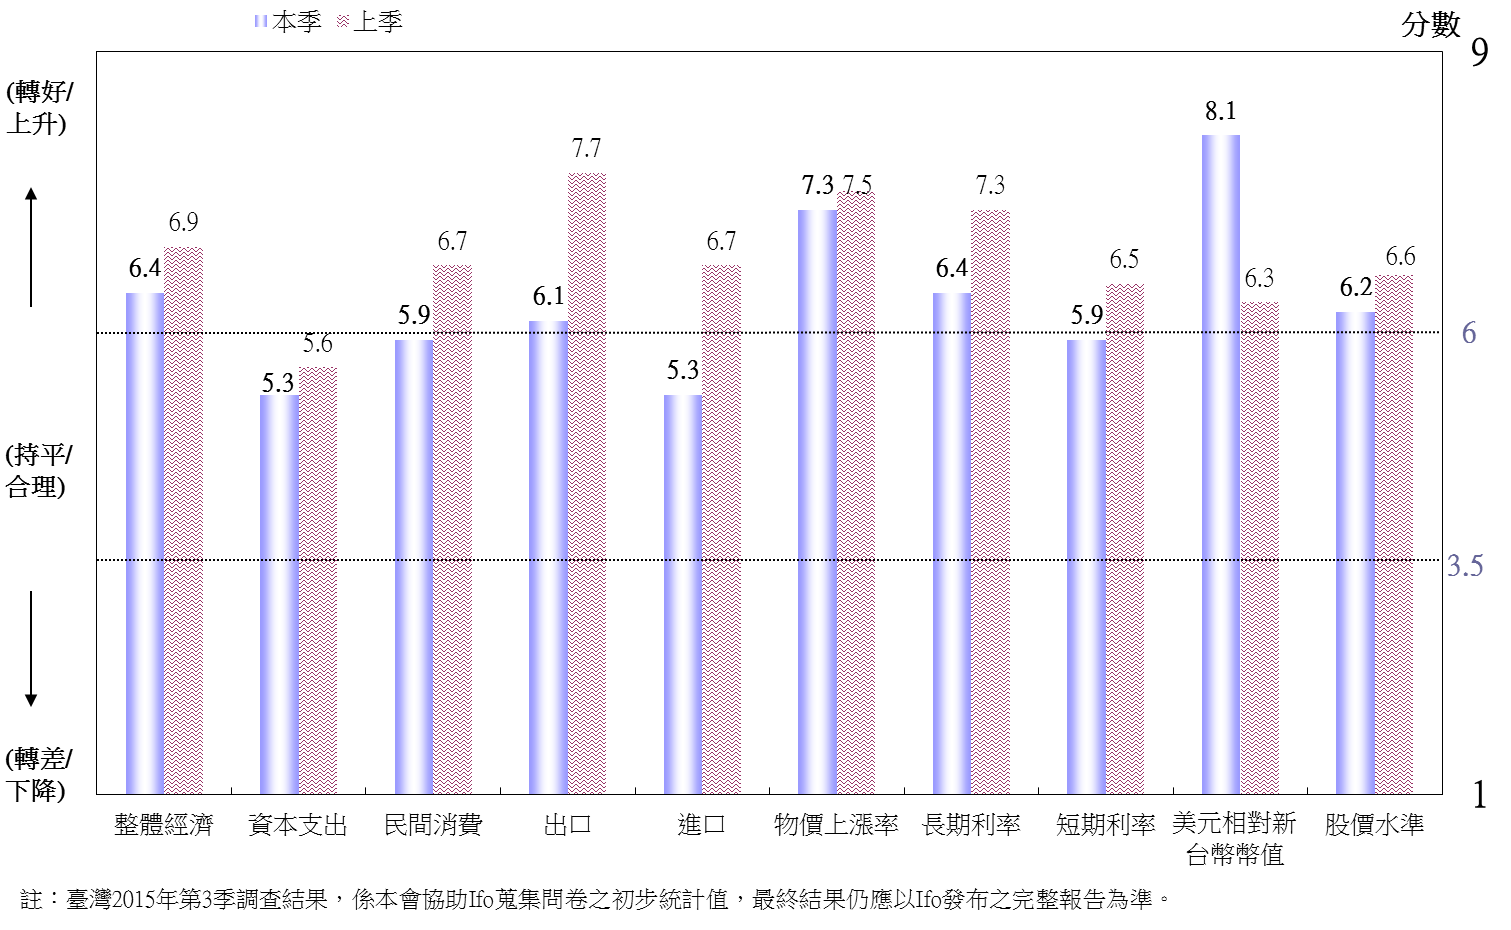 本季 上季
分數
9
(轉好/
上升)
8.1
7.7
7.3 7.5
7.3
6.9
6.7
6.7
6.4
6.1
6.4
6.5
6.3
6.2
6.6
5.9
5.9
6
5.6
5.3
5.3
(持平/
合理)
3.5
(轉差/
下降)
1
整體經濟 資本支出 民間消費 出口 進口 物價上漲率 長期利率 短期利率 美元相對新 股價水準
台幣幣值
註：臺灣2015年第3季調查結果，係本會協助Ifo蒐集問卷之初步統計值，最終結果仍應以Ifo發布之完整報告為準。